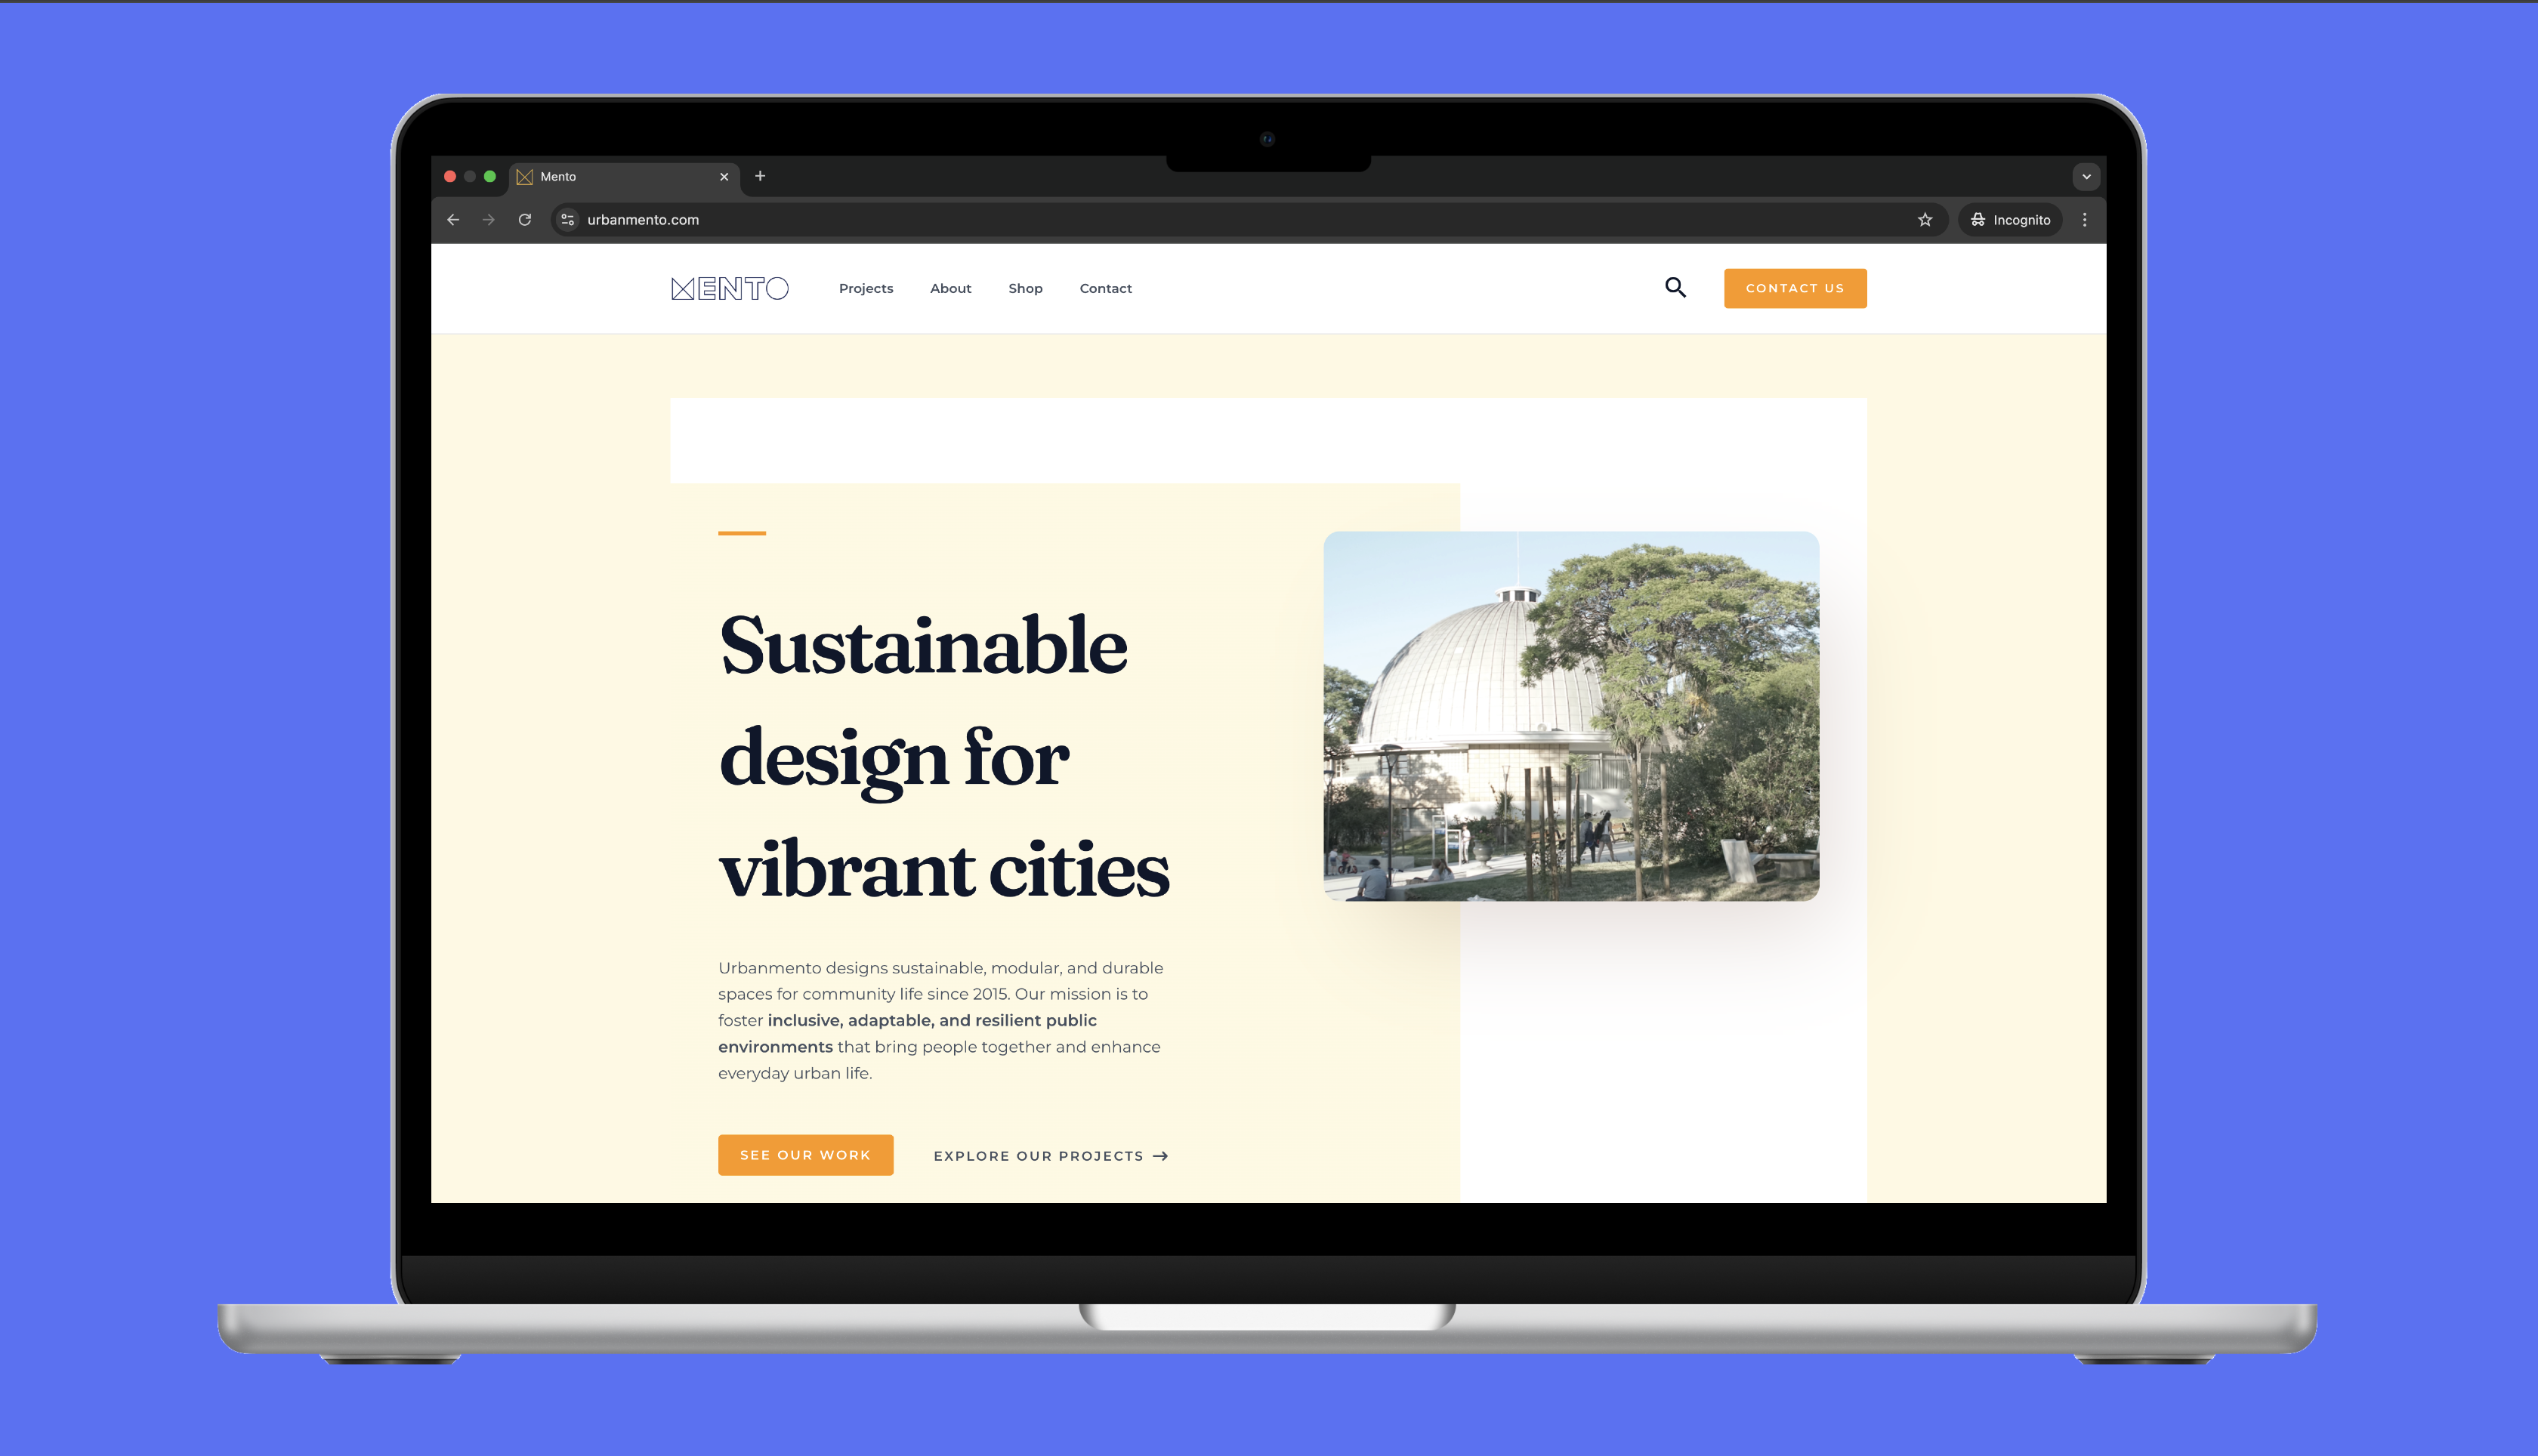 Mento
urbanmento.com
Incognito
MENTO
Projects
About
Shop
Contact
CONTACT US
Sustainable
design for
vibrant cities
Urbanmento designs sustainable, modular, and durable
spaces for community life since 2015. Our mission is to
foster inclusive, adaptable, and resilient public
environments that bring people together and enhance
everyday urban life.
SEE OUR WORK
EXPLORE OUR PROJECTS →